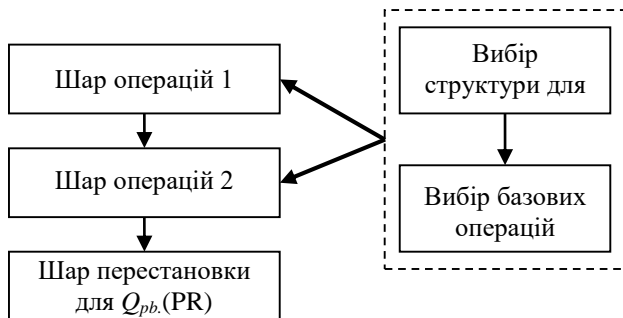 Шар операцій 1
Шар операцій 2
Шар перестановки
для Qpb.(PR)
Вибір
структури для
Вибір базових
операцій